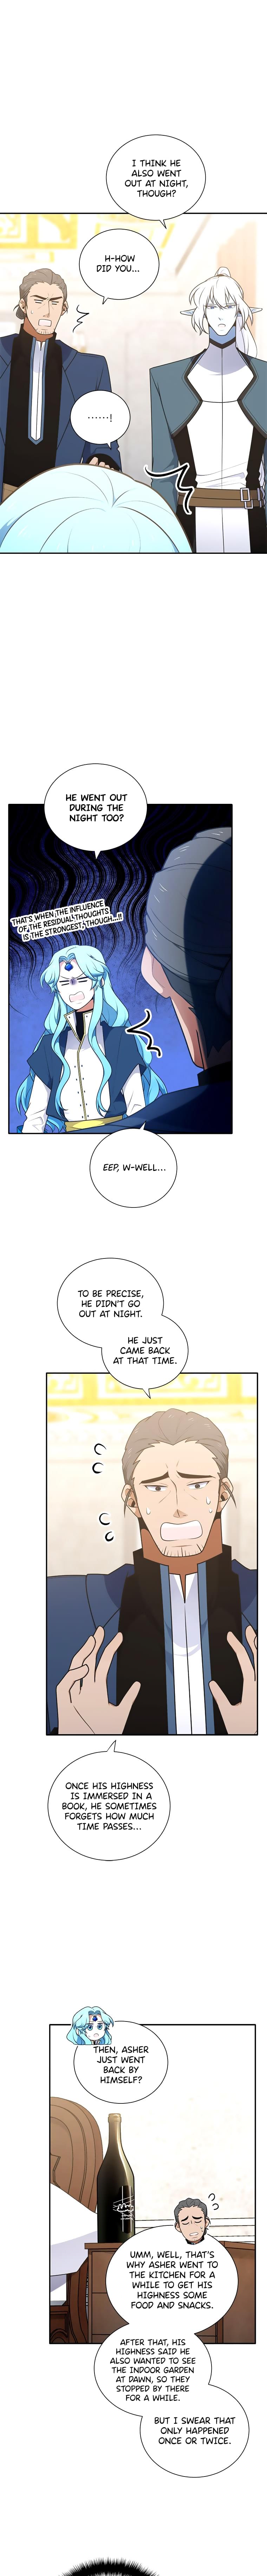 I THINK HE
ALSO WENT
OUT AT NIGHT,
THOUGH?
H-HOW
DID YOU...
......!
HE WENT OUT
DURING THE
NIGHT TOO?
THAT'S WHEN THE INFLUENCE
OF THE RESIDUAL THOUGHTS
IS THE STRONGEST, THOUGH...!!
EEP, W-WELL...
TO BE PRECISE,
HE DIDN'T GO
OUT AT NIGHT.
HE JUST
CAME BACK
AT THAT TIME.
ONCE HIS HIGHNESS
IS IMMERSED IN A
BOOK, HE SOMETIMES
FORGETS HOW MUCH
TIME PASSES...
THEN, ASHER
JUST WENT
BACK BY
HIMSELF?
UMM, WELL, THAT'S
WHY ASHER WENT TO
THE KITCHEN FOR A
WHILE TO GET HIS
HIGHNESS SOME
FOOD AND SNACKS.
AFTER THAT, HIS
HIGHNESS SAID HE
ALSO WANTED TO SEE
THE INDOOR GARDEN
AT DAWN, SO THEY
STOPPED BY THERE
FOR A WHILE.
BUT I SWEAR THAT
ONLY HAPPENED
ONCE OR TWICE.